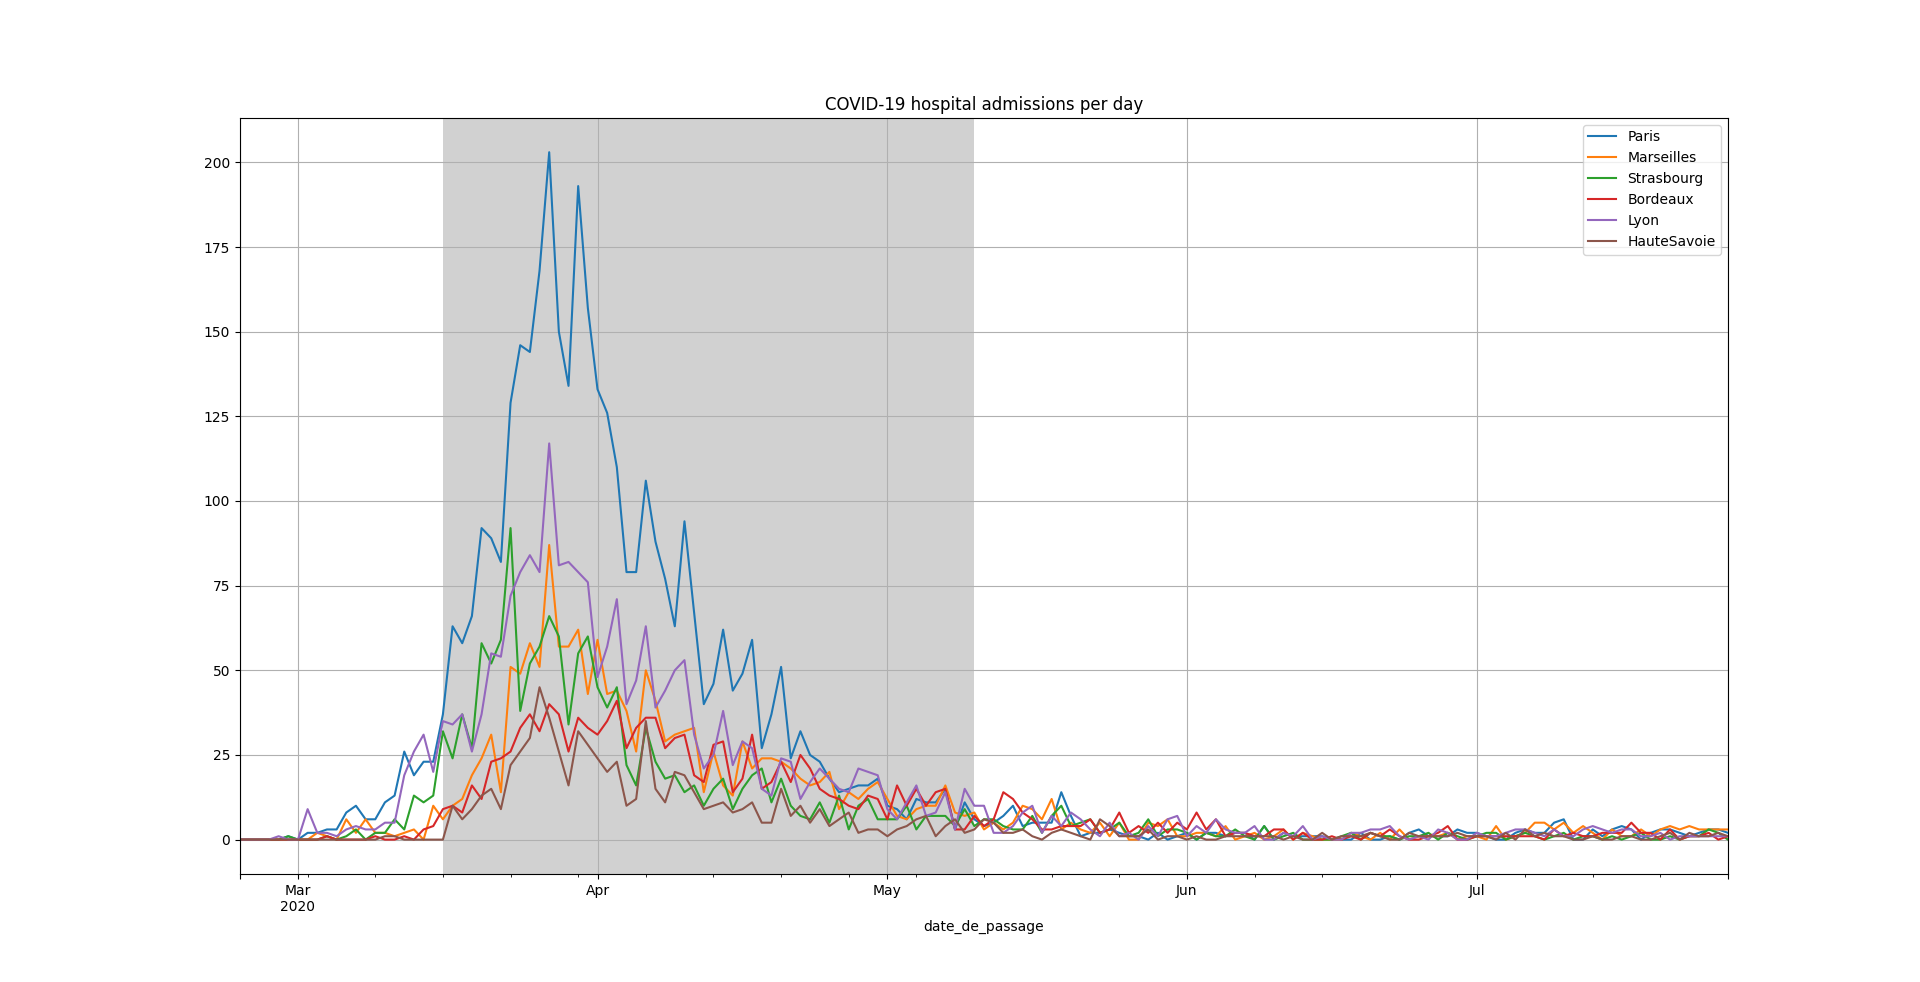 COVID-19 hospital admissions per day
200
175
150
125
100
75
50
25
0
Paris
Marseilles
Strasbourg
Bordeaux
Lyon
HauteSavoie
Mar Apr May Jun Jul
2020
date_de_passage